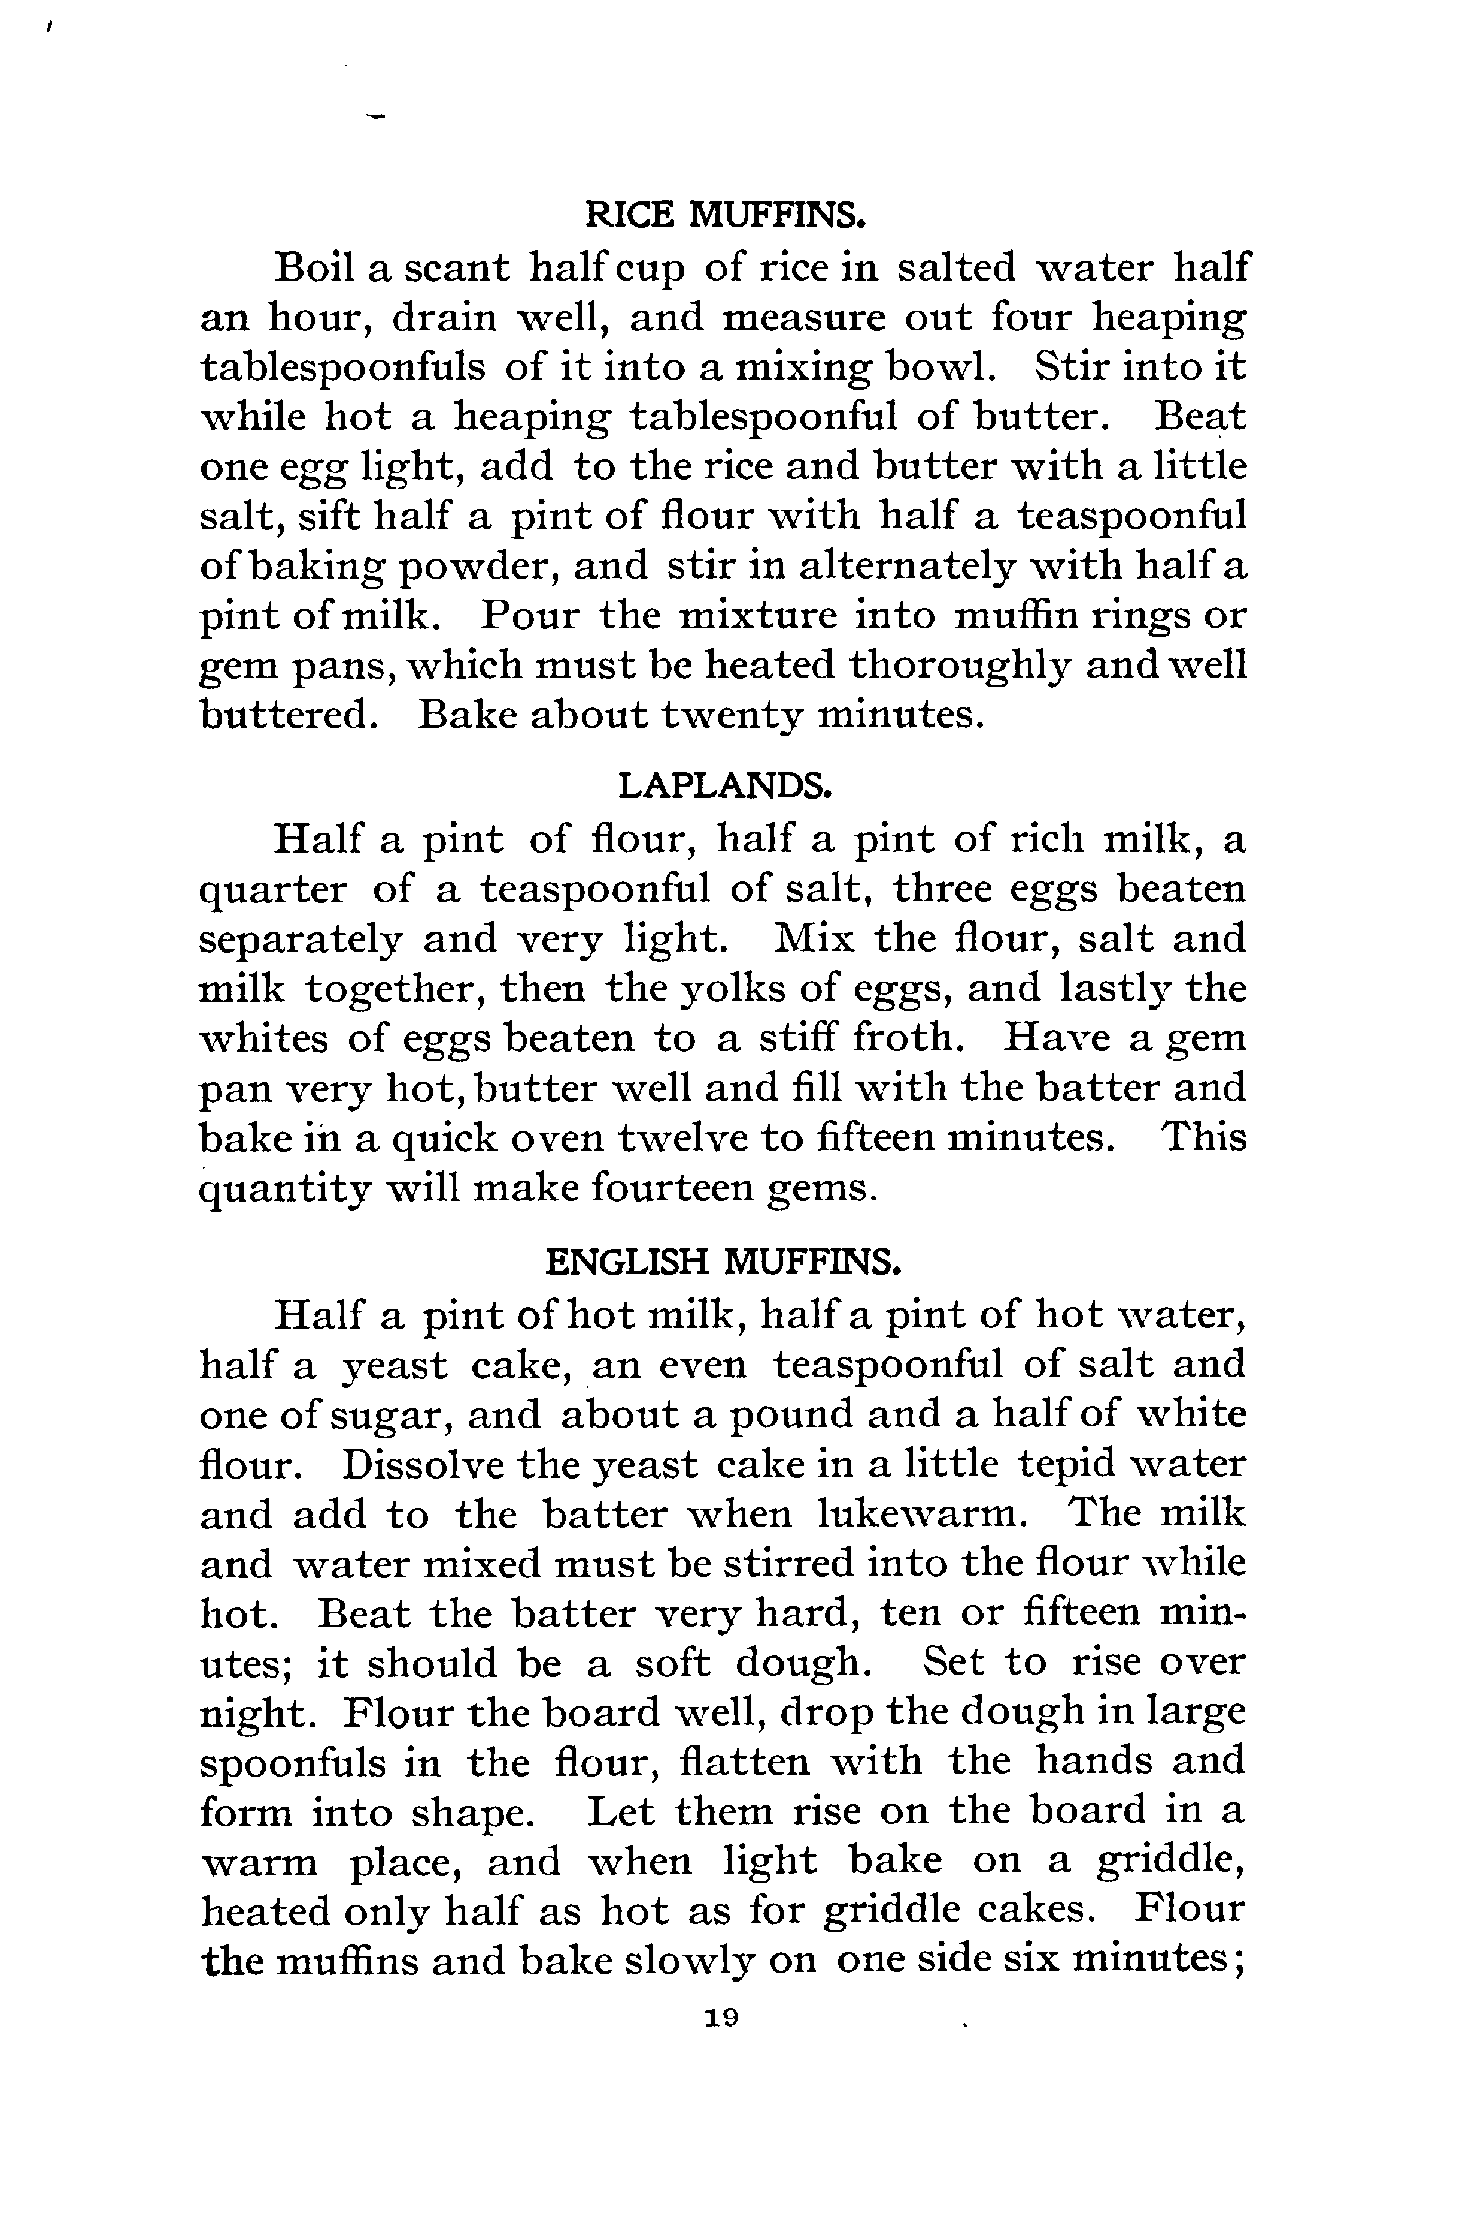 RICE MUFFINS.
Boil a scant half cup of rice in salted water half
an hour, drain well, and measure out four heaping
tablespoonfuls of it into a mixing bowl. Stir into it
while hot a heaping tablespoonful of butter. Beat
one egg light, add to the rice and butter with a little
salt, sift half a pint of flour with half a teaspoonful
of baking powder, and stir in alternately with half a
pint of milk. Pour the mixture into muffin rings or
gem pans, which must be heated thoroughly and well
buttered. Bake about twenty minutes.
LAPLANDS.
Half a pint of flour, half a pint of rich milk, a
quarter of a teaspoonful of salt, three eggs beaten
separately and very light. Mix the flour, salt and
milk together, then the yolks of eggs, and lastly the
whites of eggs beaten to a stiff froth. Have a gem
pan very hot, butter well and fill with the batter and
bake in a quick oven twelve to fifteen minutes. This
quantity will make fourteen gems.
ENGLISH MUFFINS.
Half a pint of hot milk, half a pint of hot water,
half a yeast cake, an even teaspoonful of salt and
one of sugar, and about a pound and a half of white
flour. Dissolve the yeast cake in a little tepid water
and add to the batter when lukewarm. The milk
and water mixed must be stirred into the flour while
hot. Beat the batter very hard, ten or fifteen min-
utes; it should be a soft dough. Set to rise over
night. Flour the board well, drop the dough in large
spoonfuls in the flour, flatten with the hands and
form into shape. Let them rise on the board in a
warm place, and when light bake on a griddle,
heated only half as hot as for griddle cakes. Flour
the muffins and bake slowly on one side six minutes;
19